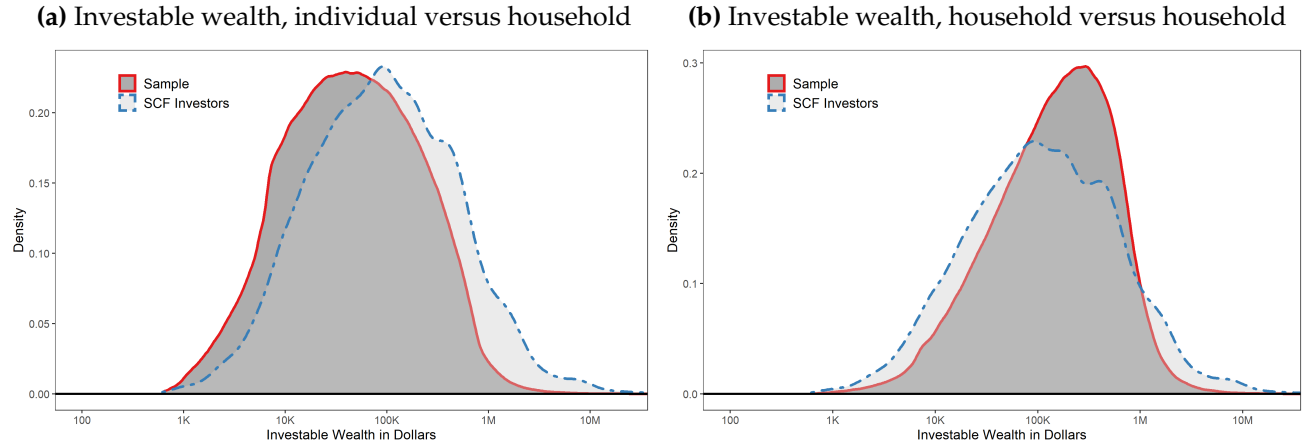 (a) Investable wealth, individual versus household
Sample
SCF Investors
0.20
0.15
0.10
0.05
0.00
Density
100
1K
10K
100K
1M
10M
Investable Wealth in Dollars
(b) Investable wealth, household versus household
Sample
SCF Investors
0.3
0.2
0.1
0.0
Density
100
10K
100K
1M
10M
Investable Wealth in Dollars